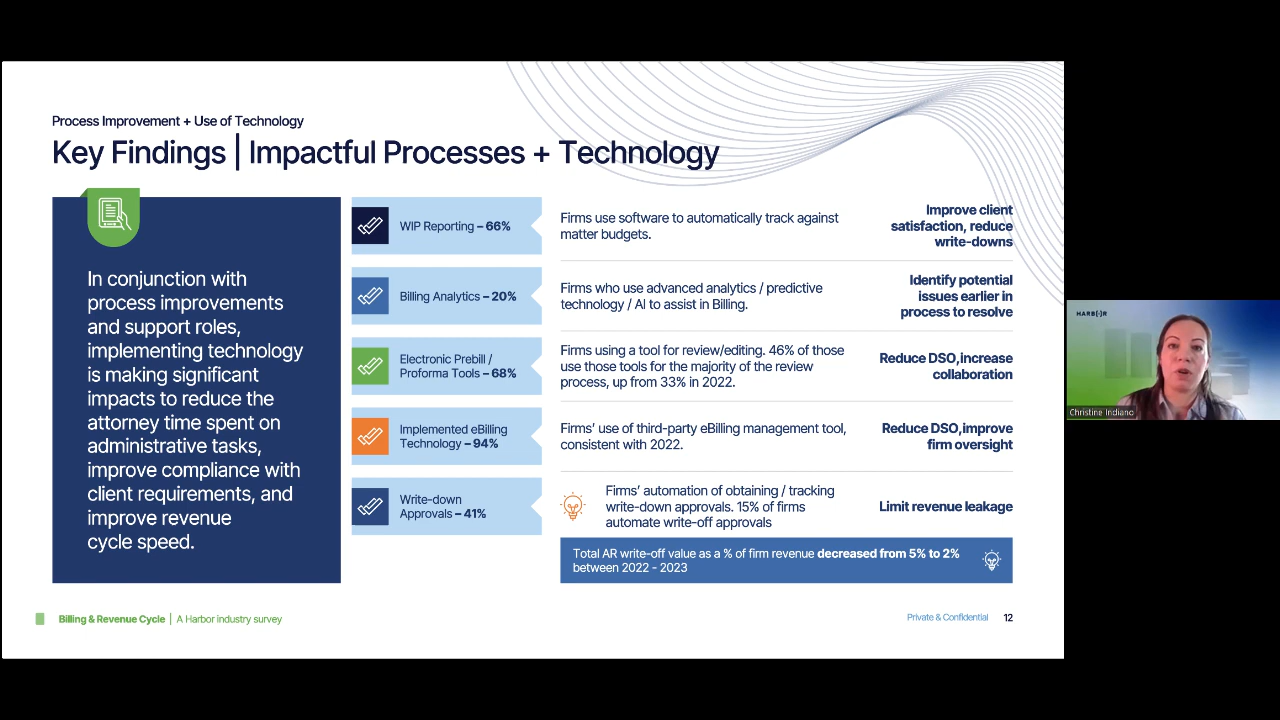 Process Improvement + Use of Technology
Key Findings | Impactful Processes + Technology
In conjunction with
process improvements
and support roles,
implementing technology
is making significant
impacts to reduce the
attorney time spent on
administrative tasks,
improve compliance with
client requirements, and
improve revenue
cycle speed.
WIP Reporting – 66%
Firms use software to automatically track against
matter budgets.
Improve client
satisfaction, reduce
write-downs
Billing Analytics – 20%
Firms who use advanced analytics / predictive
technology / AI to assist in Billing.
Identify potential
issues earlier in
process to resolve
Electronic Prebill /
Proforma Tools – 68%
Firms using a tool for review/editing. 46% of those
use those tools for the majority of the review
process, up from 33% in 2022.
Reduce DSO,increase
collaboration
Implemented eBilling
Technology – 94%
Firms’ use of third-party eBilling management tool,
consistent with 2022.
Reduce DSO,improve
firm oversight
Write-down
Approvals – 41%
Firms’ automation of obtaining / tracking
write-down approvals. 15% of firms
automate write-off approvals
Limit revenue leakage
Total AR write-off value as a % of firm revenue decreased from 5% to 2%
between 2022 - 2023
Billing & Revenue Cycle | A Harbor industry survey
Private & Confidential 12
HARB(·)R
Christine Indiano